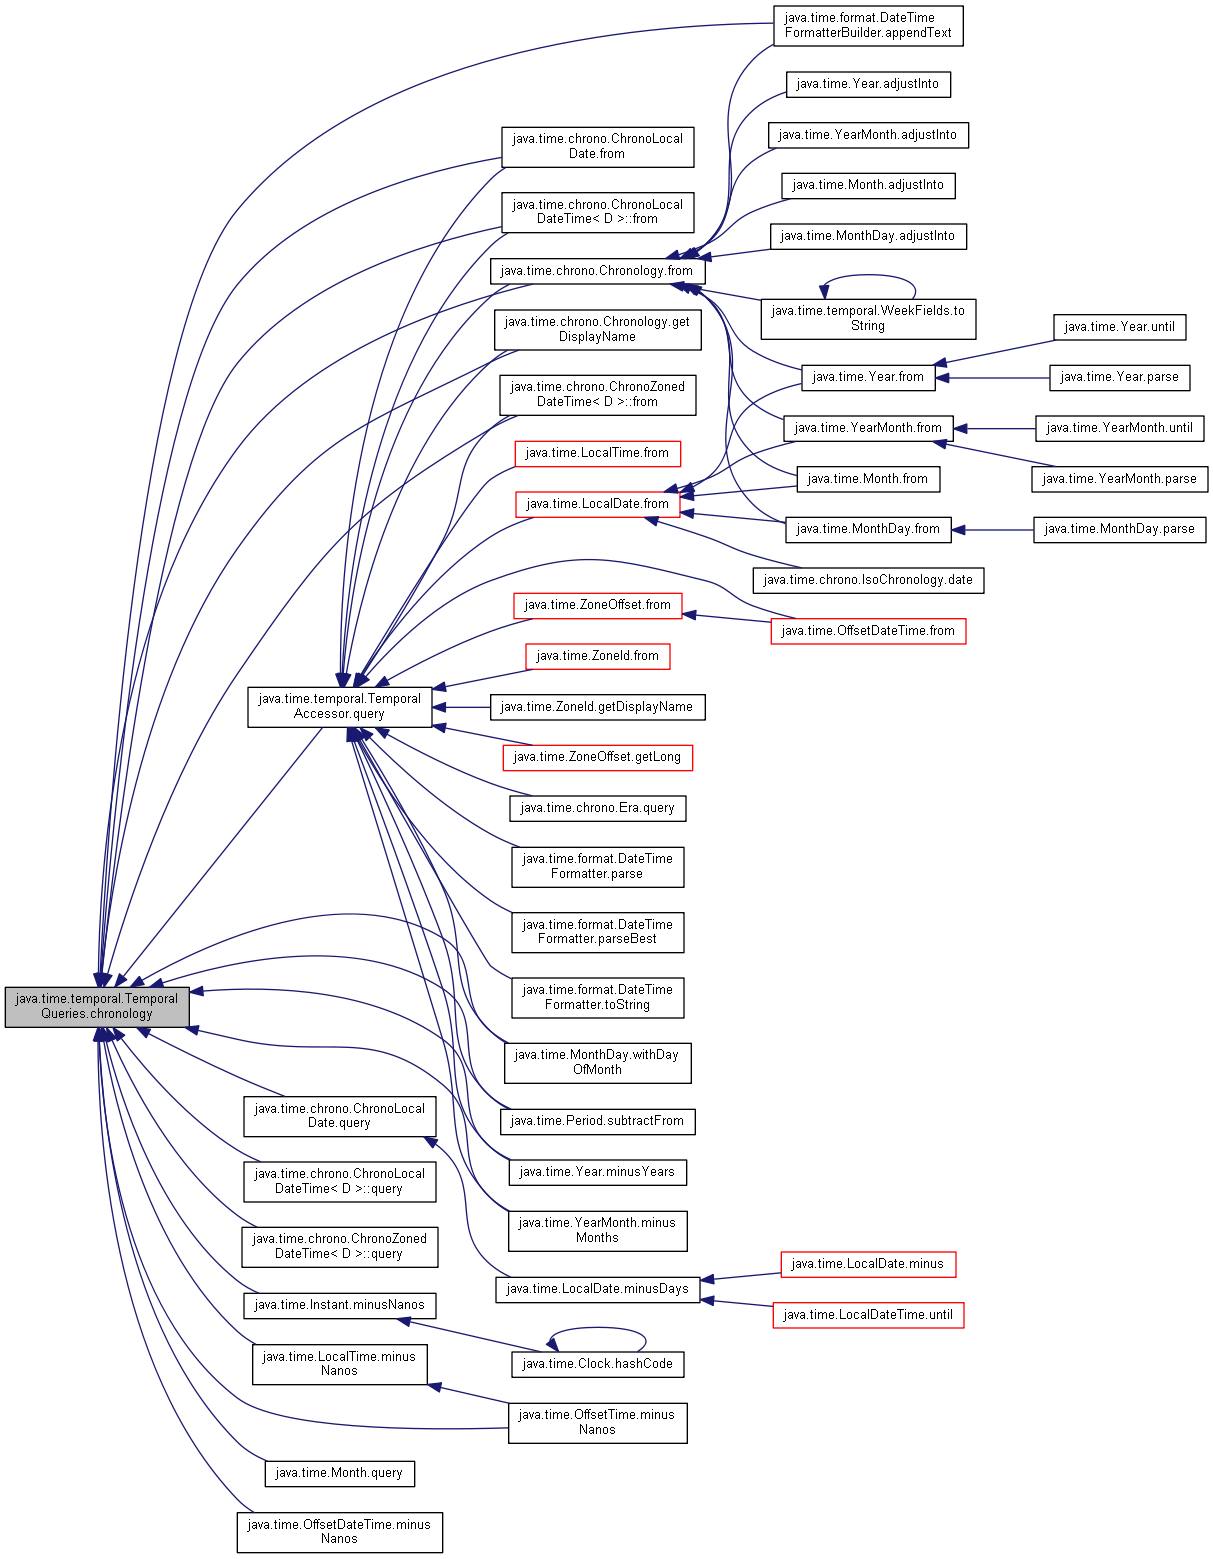 java.time.format.DateTime
FormatterBuilder.appendText
java.time.Year.adjustInto
java.time.YearMonth.adjustInto
java.time.chrono.ChronoLocal
Date.from
java.time.Month.adjustInto
java.time.chrono.ChronoLocal
DateTime< D >::from
java.time.MonthDay.adjustInto
java.time.chrono.Chronology.from
java.time.temporal.WeekFields.to
String
java.time.chrono.Chronology.get
DisplayName
java.time.Year.until
java.time.Year.from
java.time.Year.parse
java.time.chrono.ChronoZoned
DateTime< D >::from
java.time.YearMonth.from
java.time.YearMonth.until
java.time.LocalTime.from
java.time.Month.from
java.time.YearMonth.parse
java.time.LocalDate.from
java.time.MonthDay.from
java.time.MonthDay.parse
java.time.chrono.IsoChronology.date
java.time.ZoneOffset.from
java.time.OffsetDateTime.from
java.time.ZoneId.from
java.time.temporal.Temporal
Accessor.query
java.time.ZoneId.getDisplayName
java.time.ZoneOffset.getLong
java.time.chrono.Era.query
java.time.format.DateTime
Formatter.parse
java.time.format.DateTime
Formatter.parseBest
java.time.format.DateTime
Formatter.toString
java.time.temporal.Temporal
Queries.chronology
java.time.MonthDay.withDay
OfMonth
java.time.chrono.ChronoLocal
Date.query
java.time.Period.subtractFrom
java.time.chrono.ChronoLocal
DateTime< D >::query
java.time.Year.minusYears
java.time.YearMonth.minus
Months
java.time.chrono.ChronoZoned
DateTime< D >::query
java.time.LocalDate.minus
java.time.LocalDate.minusDays
java.time.Instant.minusNanos
java.time.LocalDateTime.until
java.time.LocalTime.minus
Nanos
java.time.Clock.hashCode
java.time.OffsetTime.minus
Nanos
java.time.Month.query
java.time.OffsetDateTime.minus
Nanos